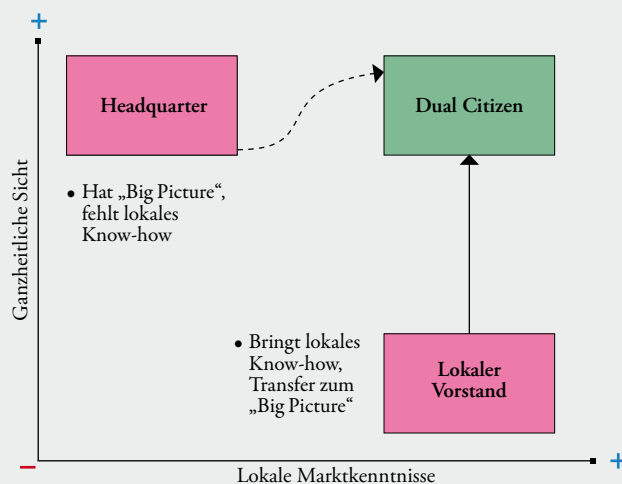 +
Headquarter
Dual Citizen
Ganzheitliche Sicht
• Hat „Big Picture“,
fehlt lokales
Know-how
• Bringt lokales
Know-how,
Transfer zum
„Big Picture“
Lokaler
Vorstand
–
Lokale Marktkenntnisse
+